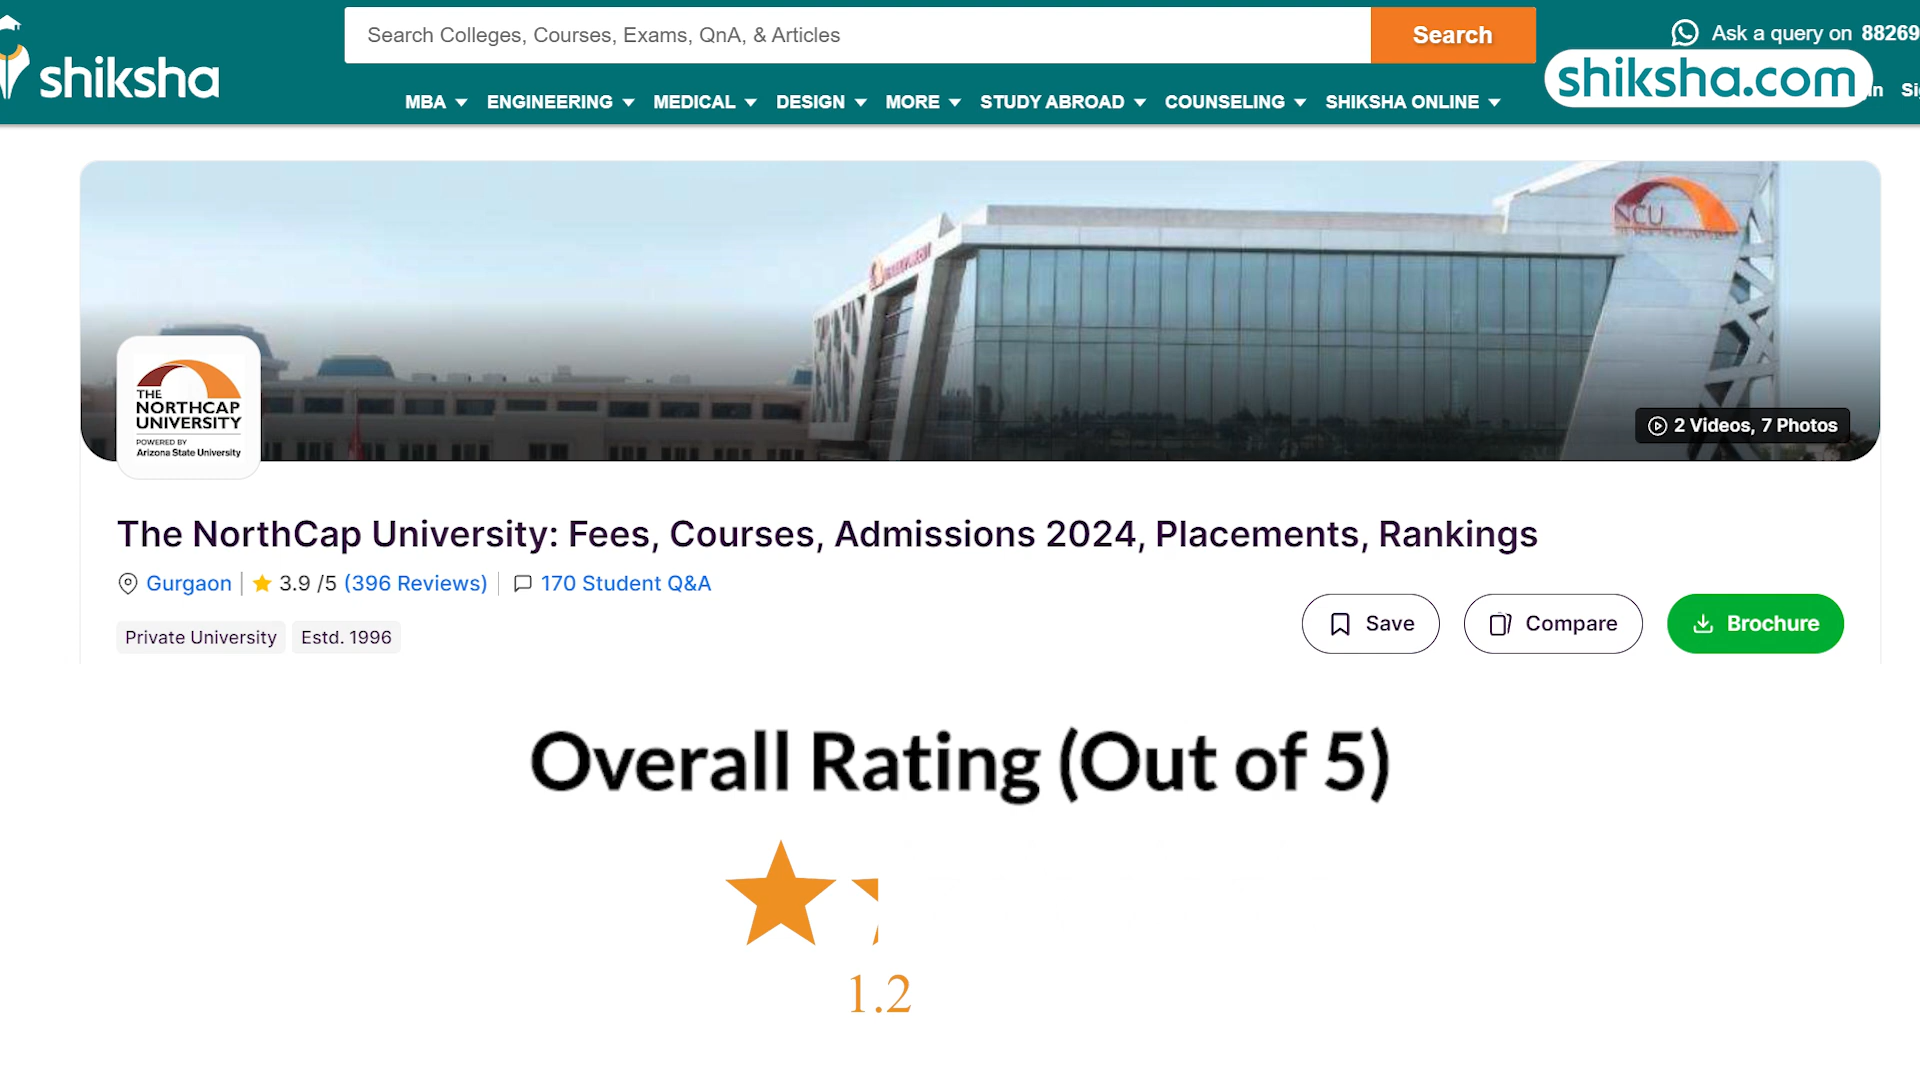 shiksha
Search Colleges, Courses, Exams, QnA, & Articles
Search
Ask a query on 88269
shiksha.com
MBA
ENGINEERING
MEDICAL
DESIGN
MORE
STUDY ABROAD
COUNSELING
SHIKSHA ONLINE
NCU
THE
NORTHCAP
UNIVERSITY
POWERED BY
Arizona State University
2 Videos, 7 Photos
The NorthCap University: Fees, Courses, Admissions 2024, Placements, Rankings
Gurgaon | 3.9 /5 (396 Reviews) | 170 Student Q&A
Private University
Estd. 1996
Save
Compare
Brochure
Overall Rating (Out of 5)
1.2